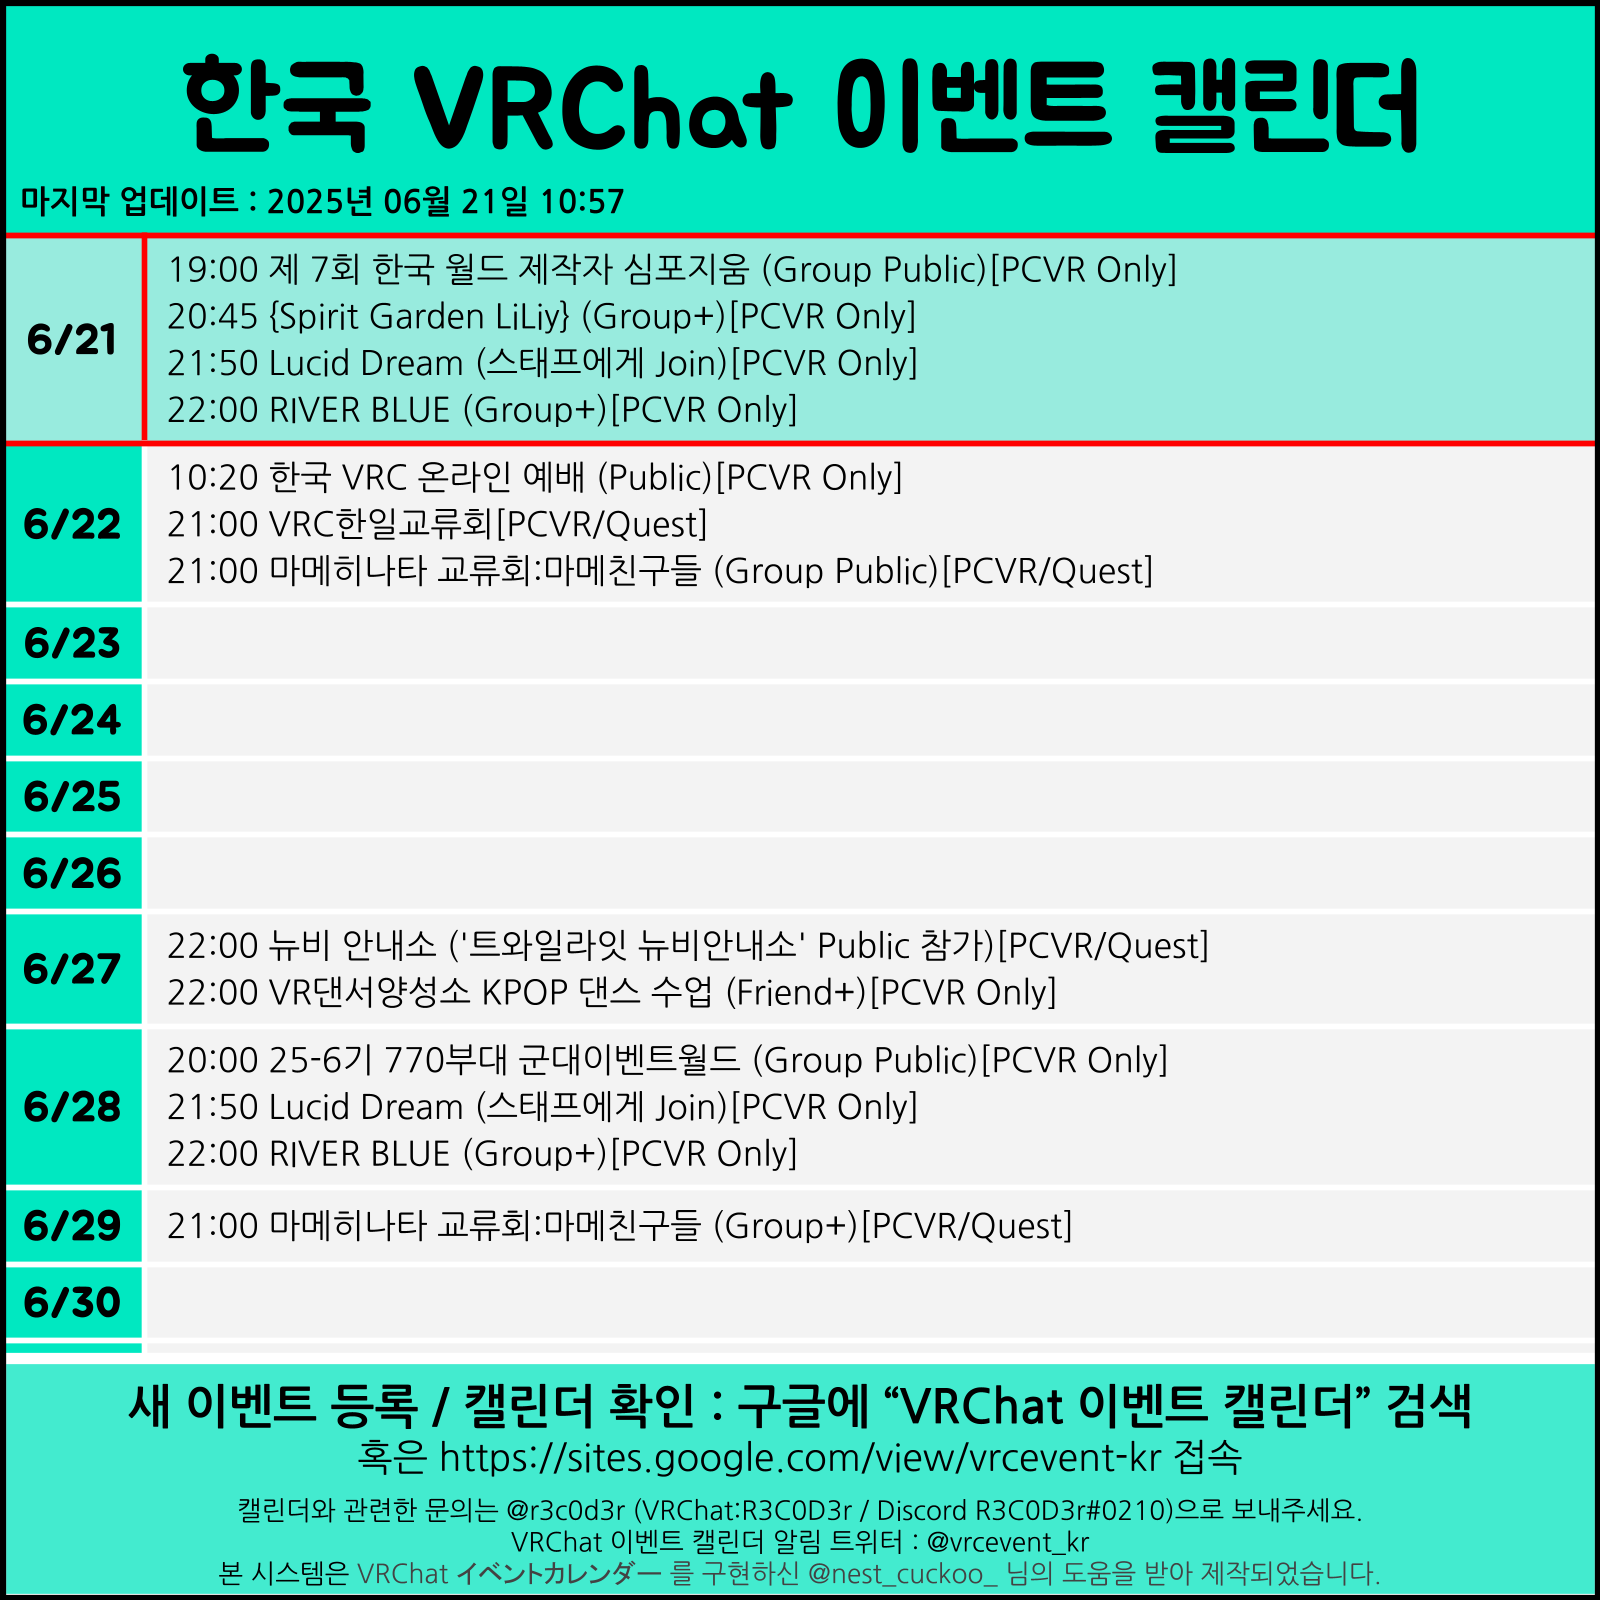 한국 VRChat 이벤트 캘린더
마지막 업데이트 : 2025년 06월 21일 10:57
6/21
19:00 제 7회 한국 월드 제작자 심포지움 (Group Public)[PCVR Only]
20:45 {Spirit Garden LiLiy} (Group+)[PCVR Only]
21:50 Lucid Dream (스태프에게 Join)[PCVR Only]
22:00 RIVER BLUE (Group+)[PCVR Only]
6/22
10:20 한국 VRC 온라인 예배 (Public)[PCVR Only]
21:00 VRC한일교류회[PCVR/Quest]
21:00 마메히나타 교류회:마메친구들 (Group Public)[PCVR/Quest]
6/23
6/24
6/25
6/26
6/27
22:00 뉴비 안내소 ('트와일라잇 뉴비안내소' Public 참가)[PCVR/Quest]
22:00 VR댄서양성소 KPOP 댄스 수업 (Friend+)[PCVR Only]
6/28
20:00 25-6기 770부대 군대이벤트월드 (Group Public)[PCVR Only]
21:50 Lucid Dream (스태프에게 Join)[PCVR Only]
22:00 RIVER BLUE (Group+)[PCVR Only]
6/29
21:00 마메히나타 교류회:마메친구들 (Group+)[PCVR/Quest]
6/30
새 이벤트 등록 / 캘린더 확인 : 구글에 “VRChat 이벤트 캘린더” 검색
혹은 https://sites.google.com/view/vrcevent-kr 접속
캘린더와 관련한 문의는 @r3c0d3r (VRChat:R3C0D3r / Discord R3C0D3r#0210)으로 보내주세요.
VRChat 이벤트 캘린더 알림 트위터 : @vrcevent_kr
본 시스템은 VRChat イベントカレンダー 를 구현하신 @nest_cuckoo_ 님의 도움을 받아 제작되었습니다.